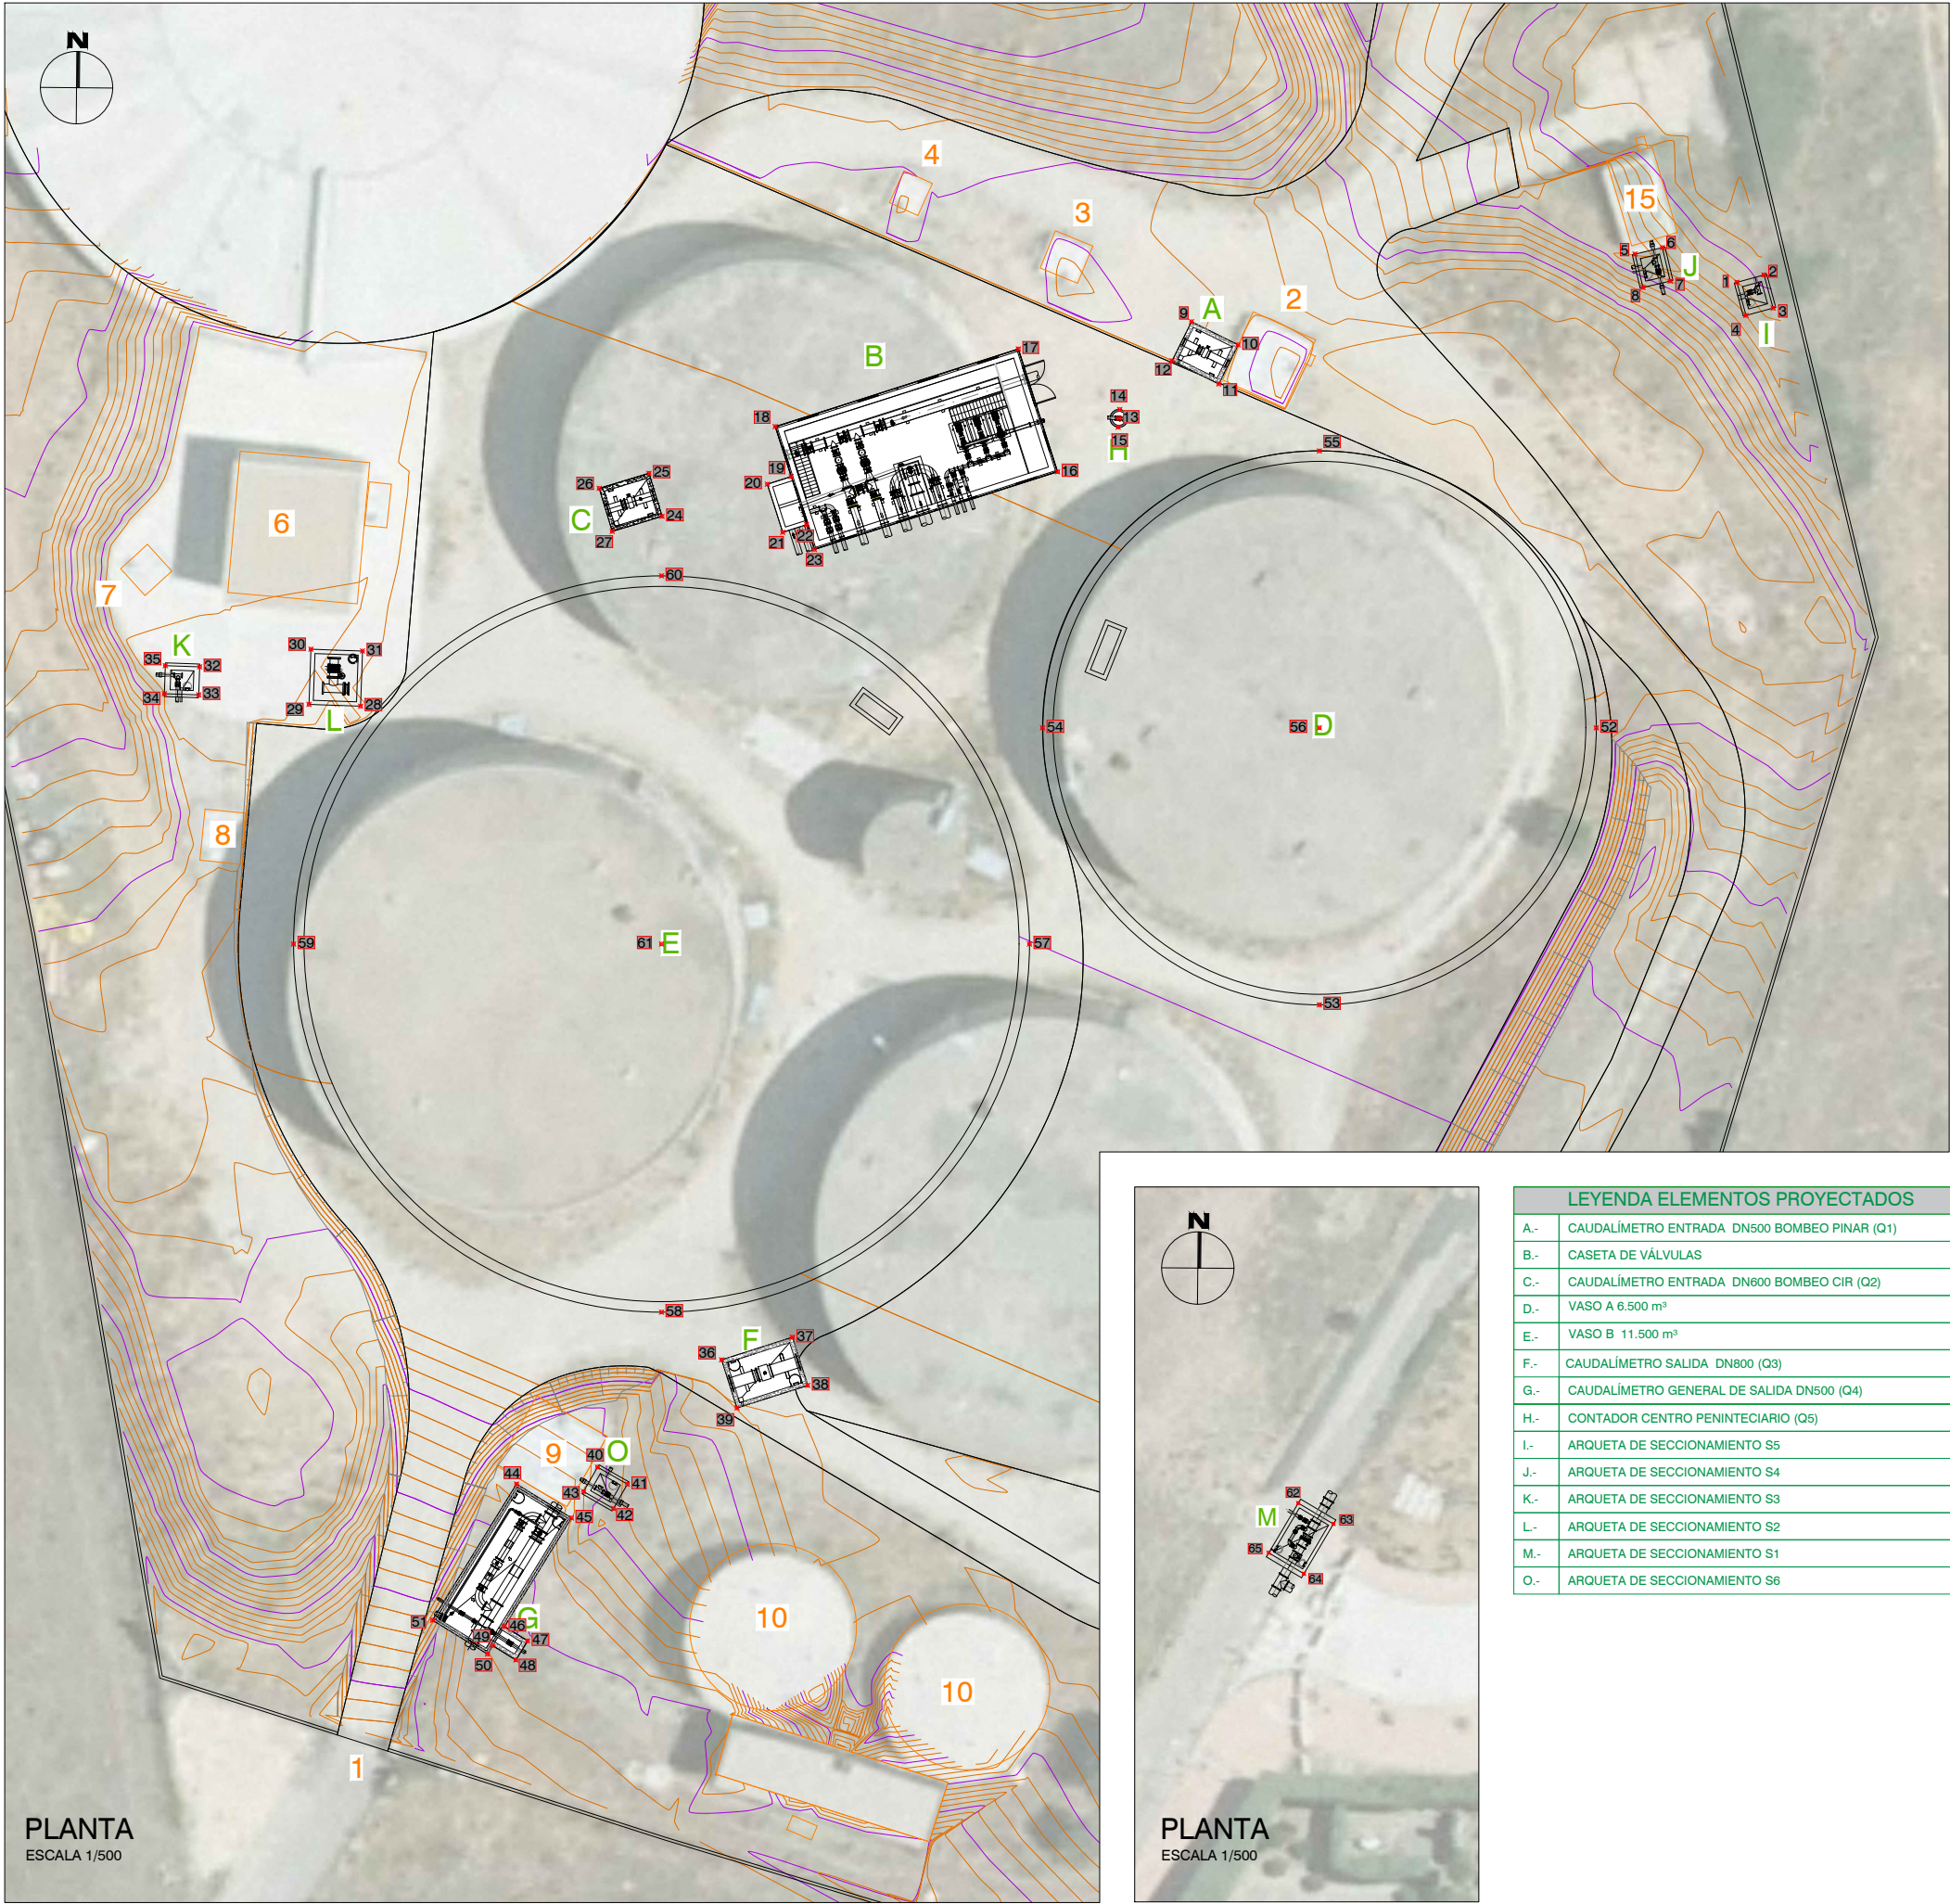 N
4
3
2
15
5
6
J
8
7
1
2
3
4
I
9
A
10
12
11
B
17
18
14
13
15
H
16
19
20
21
22
23
25
26
C
24
27
55
60
6
7
K
35
32
34
33
30
31
29
28
L
54
56
D
52
8
59
61
E
57
53
58
F
36
37
38
39
9
40
O
41
44
43
42
45
51
G
46
49
47
50
48
10
10
1
PLANTA
ESCALA 1/500
N
62
M
63
65
64
PLANTA
ESCALA 1/500
LEYENDA ELEMENTOS PROYECTADOS
A.- CAUDALÍMETRO ENTRADA DN500 BOMBEO PINAR (Q1)
B.- CASETA DE VÁLVULAS
C.- CAUDALÍMETRO ENTRADA DN600 BOMBEO CIR (Q2)
D.- VASO A 6.500 m³
E.- VASO B 11.500 m³
F.- CAUDALÍMETRO SALIDA DN800 (Q3)
G.- CAUDALÍMETRO GENERAL DE SALIDA DN500 (Q4)
H.- CONTADOR CENTRO PENINTECIARIO (Q5)
I.- ARQUETA DE SECCIONAMIENTO S5
J.- ARQUETA DE SECCIONAMIENTO S4
K.- ARQUETA DE SECCIONAMIENTO S3
L.- ARQUETA DE SECCIONAMIENTO S2
M.- ARQUETA DE SECCIONAMIENTO S1
O.- ARQUETA DE SECCIONAMIENTO S6